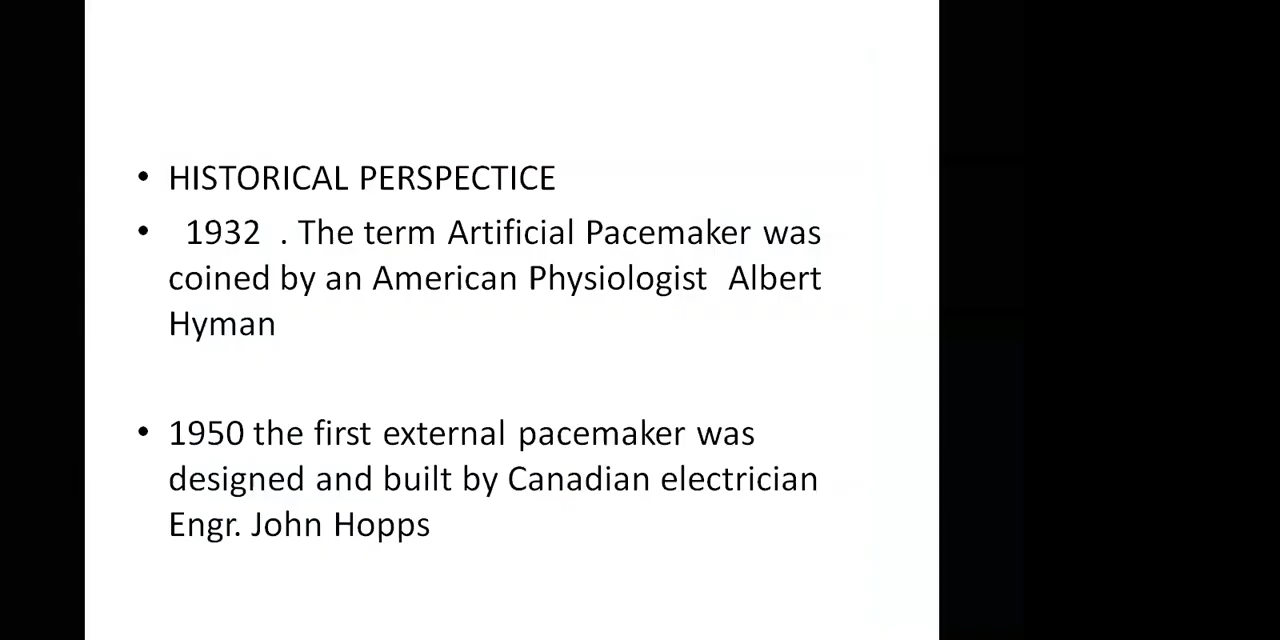 • HISTORICAL PERSPECTICE
• 1932 . The term Artificial Pacemaker was
coined by an American Physiologist Albert
Hyman
• 1950 the first external pacemaker was
designed and built by Canadian electrician
Engr. John Hopps